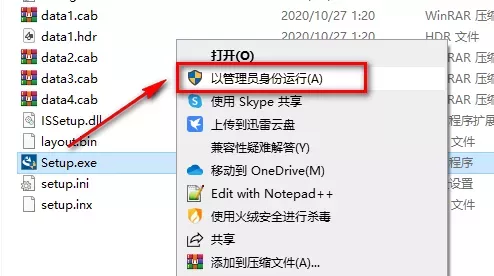 data1.cab 2020/10/27 1:20 WinRAR 压缩
data1.hdr 2020/10/27 1:20 HDR 文件
data2.cab WinRAR 压缩
data3.cab WinRAR 压缩
data4.cab WinRAR 压缩
ISSetup.dll 程序扩展
layout.bin 文件
Setup.exe 程序
setup.ini 设置
setup.inx 文件
打开(O)
以管理员身份运行(A)
使用 Skype 共享
上传到迅雷云盘
兼容性疑难解答(Y)
移动到 OneDrive(M)
Edit with Notepad++
使用火绒安全进行杀毒
共享
添加到压缩文件(A)...